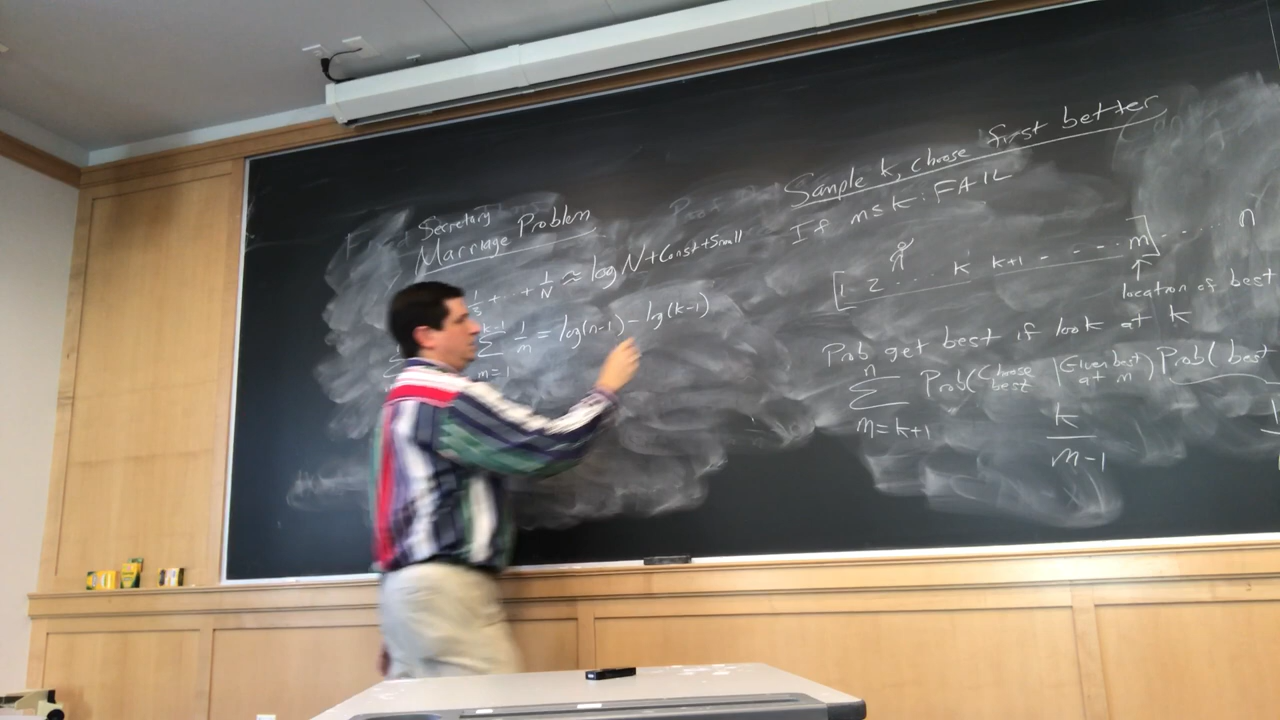 Secretary
Marriage Problem
1/5 + ... + 1/N ≈ log N + Const + Small
k-1 ∑ m=1 1/m = log(n-1) - log(k-1)
Sample k, choose first better
If m ≤ k : FAIL
[1 2 ... k k+1 - - - - m] ... n
↑
location of best
Prob get best if look at k
n ∑ m=k+1 Prob(Choose best | Given best at m) Prob(best
k/m-1